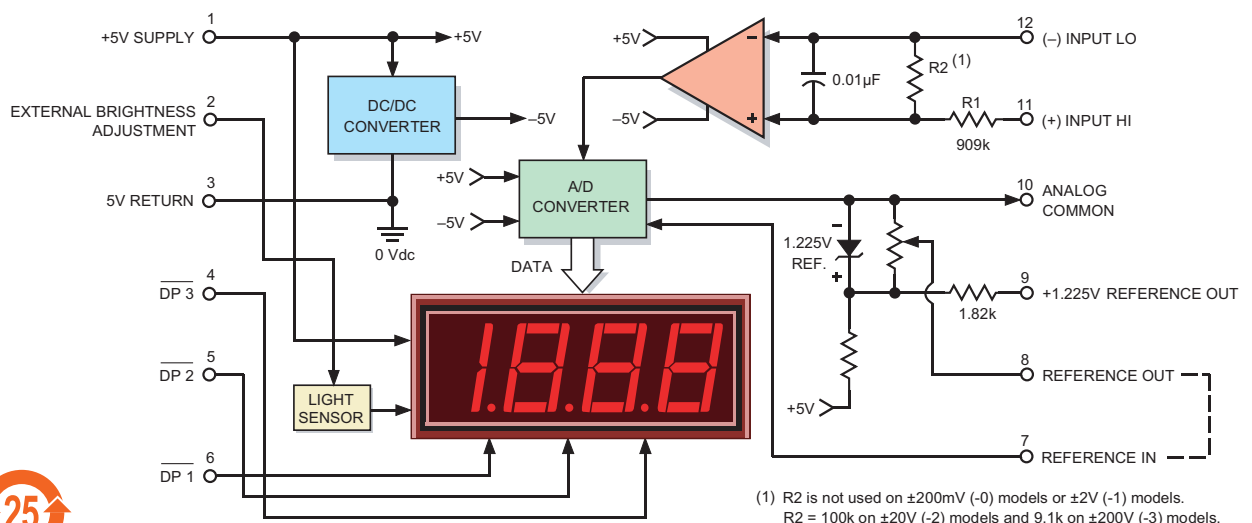 1
+5V SUPPLY
+5V
2
EXTERNAL BRIGHTNESS
ADJUSTMENT
DC/DC
CONVERTER
–5V
3
5V RETURN
0 Vdc
4
DP 3
5
DP 2
6
DP 1
LIGHT
SENSOR
1.8.8.8
DATA
A/D
CONVERTER
+5V
–5V
+5V
–5V
–
+
0.01µF
R2 (1)
R1
909k
12
(–) INPUT LO
11
(+) INPUT HI
10
ANALOG
COMMON
–
1.225V
REF.
+
9
+1.225V REFERENCE OUT
1.82k
8
REFERENCE OUT
+5V
7
REFERENCE IN
(1) R2 is not used on ±200mV (-0) models or ±2V (-1) models.
R2 = 100k on ±20V (-2) models and 9.1k on ±200V (-3) models.
25